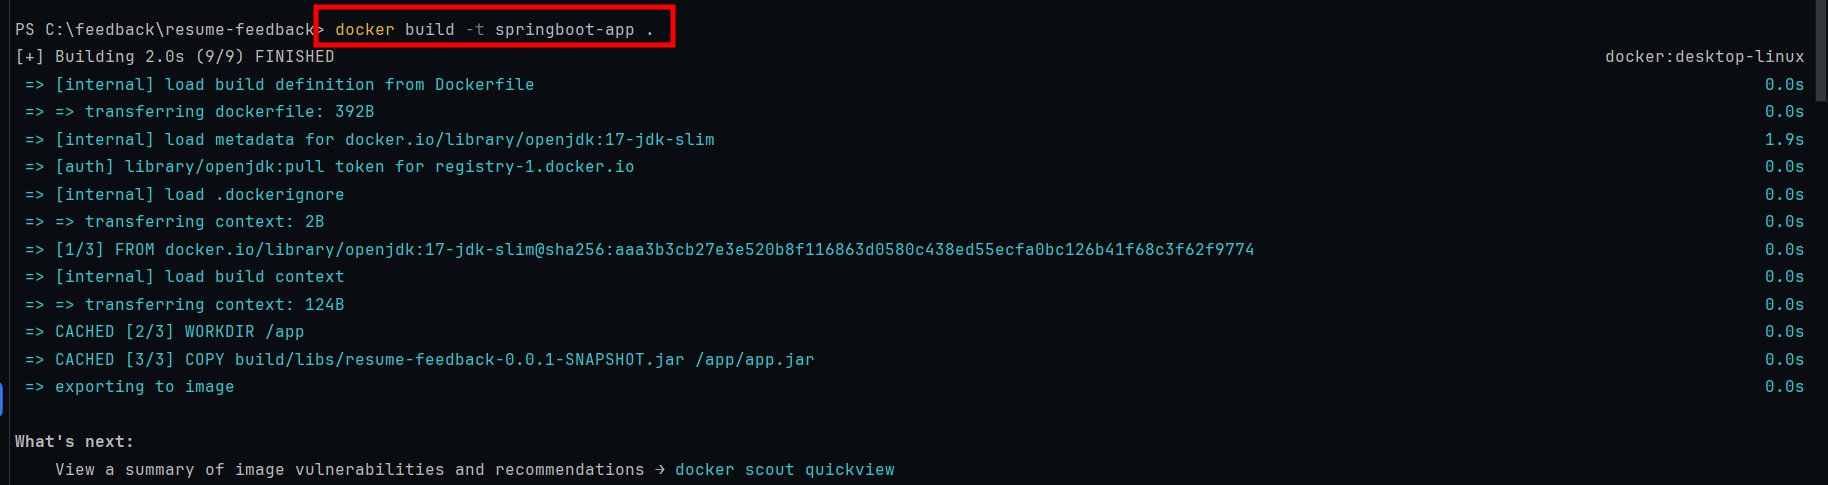 PS C:\feedback\resume-feedback> docker build -t springboot-app .
[+] Building 2.0s (9/9) FINISHED docker:desktop-linux
=> [internal] load build definition from Dockerfile 0.0s
=> => transferring dockerfile: 392B 0.0s
=> [internal] load metadata for docker.io/library/openjdk:17-jdk-slim 1.9s
=> [auth] library/openjdk:pull token for registry-1.docker.io 0.0s
=> [internal] load .dockerignore 0.0s
=> => transferring context: 2B 0.0s
=> [1/3] FROM docker.io/library/openjdk:17-jdk-slim@sha256:aaa3b3cb27e3e520b8f116863d0580c438ed55ecfa0bc126b41f68c3f62f9774 0.0s
=> [internal] load build context 0.0s
=> => transferring context: 124B 0.0s
=> CACHED [2/3] WORKDIR /app 0.0s
=> CACHED [3/3] COPY build/libs/resume-feedback-0.0.1-SNAPSHOT.jar /app/app.jar 0.0s
=> exporting to image 0.0s
What's next:
View a summary of image vulnerabilities and recommendations → docker scout quickview